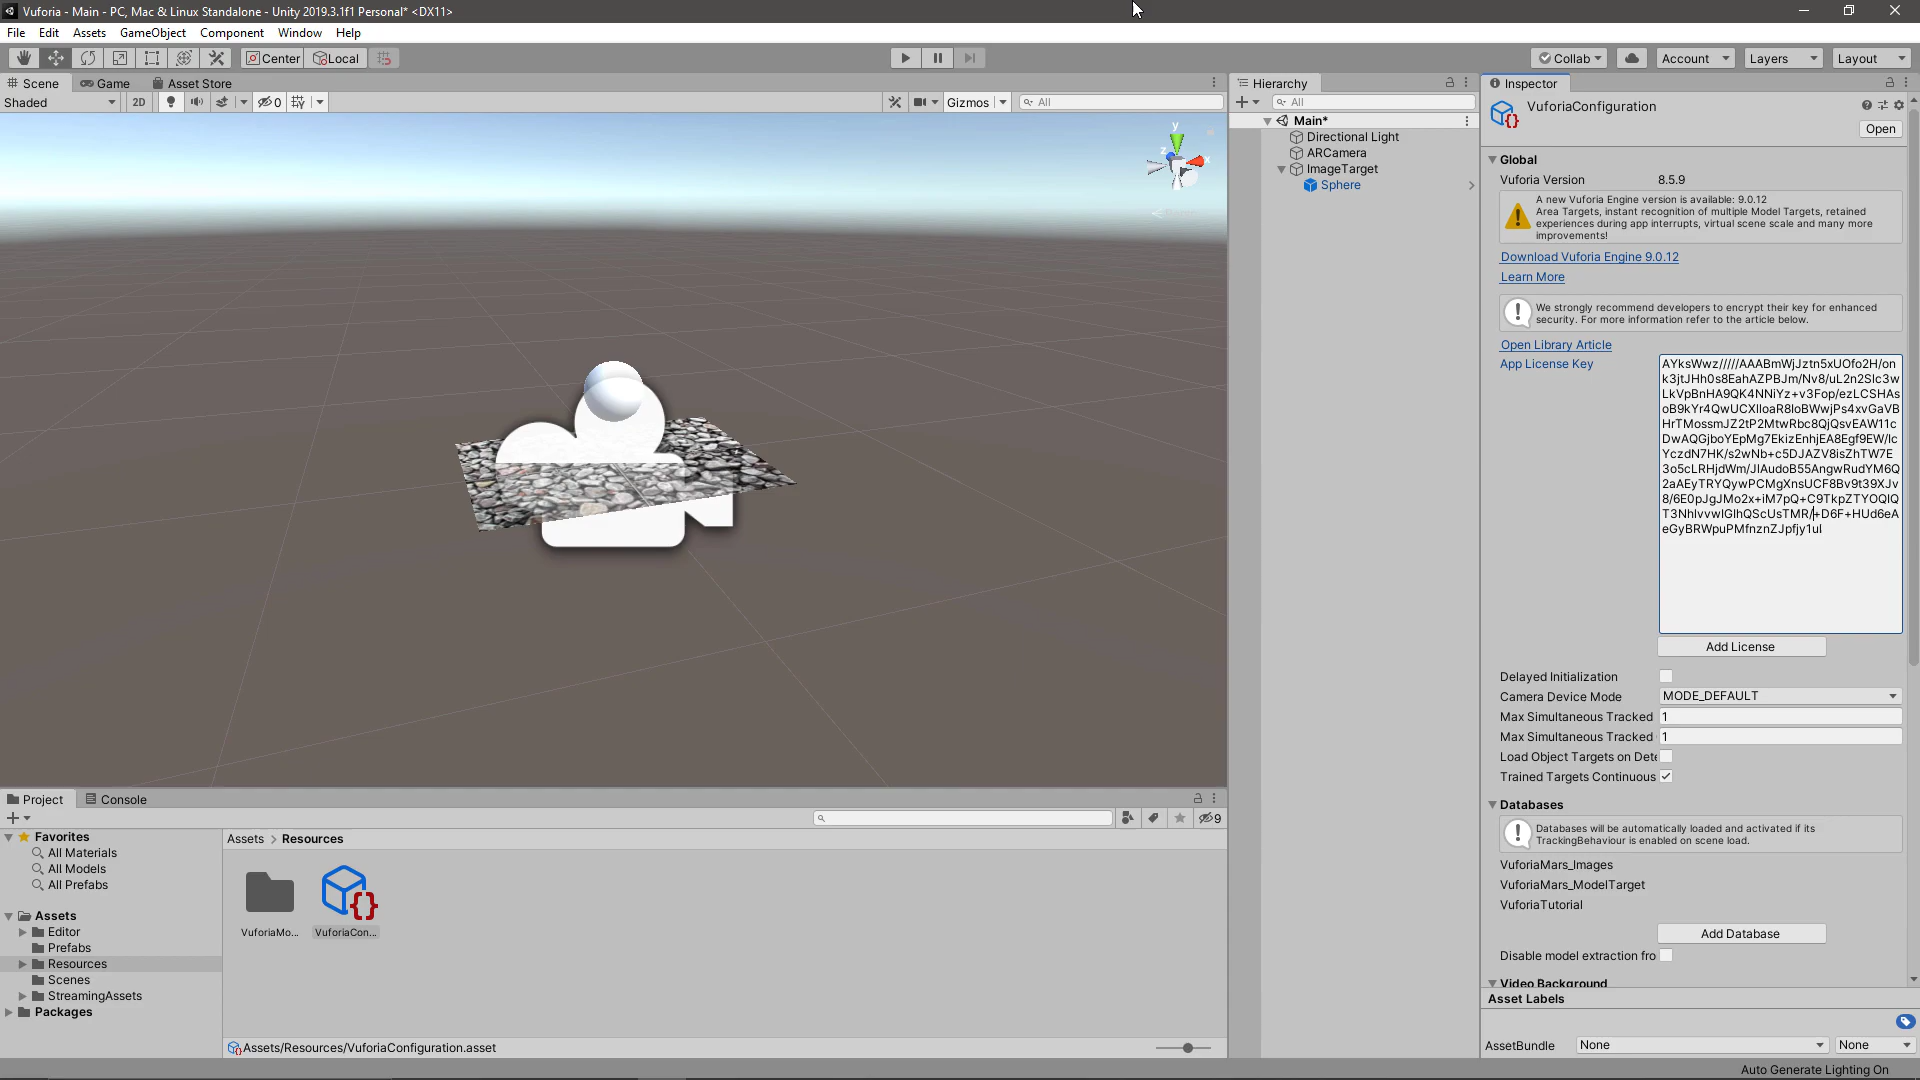 Vuforia - Main - PC, Mac & Linux Standalone - Unity 2019.3.1f1 Personal* <DX11>
File Edit Assets GameObject Component Window Help
Center Local Collab Account Layers Layout
Scene Game Asset Store
Shaded 2D 0 Gizmos All
y
x
z
Hierarchy
All
Main*
Directional Light
ARCamera
ImageTarget
Sphere
Inspector
VuforiaConfiguration
Open
Global
Vuforia Version 8.5.9
A new Vuforia Engine version is available: 9.0.12
Area Targets, instant recognition of multiple Model Targets, retained
experiences during app interrupts, virtual scene scale and many more
improvements!
Download Vuforia Engine 9.0.12
Learn More
We strongly recommend developers to encrypt their key for enhanced
security. For more information refer to the article below.
Open Library Article
App License Key
Add License
Delayed Initialization
Camera Device Mode MODE_DEFAULT
Max Simultaneous Tracked 1
Max Simultaneous Tracked 1
Load Object Targets on Dete
Trained Targets Continuous
Databases
Databases will be automatically loaded and activated if its
TrackingBehaviour is enabled on scene load.
VuforiaMars_Images
VuforiaMars_ModelTarget
VuforiaTutorial
Add Database
Disable model extraction fro
Video Background
Asset Labels
AssetBundle None None
Project Console
9
Favorites
All Materials
All Models
All Prefabs
Assets
Editor
Prefabs
Resources
Scenes
StreamingAssets
Packages
Assets > Resources
VuforiaMo...
VuforiaCon...
Assets/Resources/VuforiaConfiguration.asset
Auto Generate Lighting On